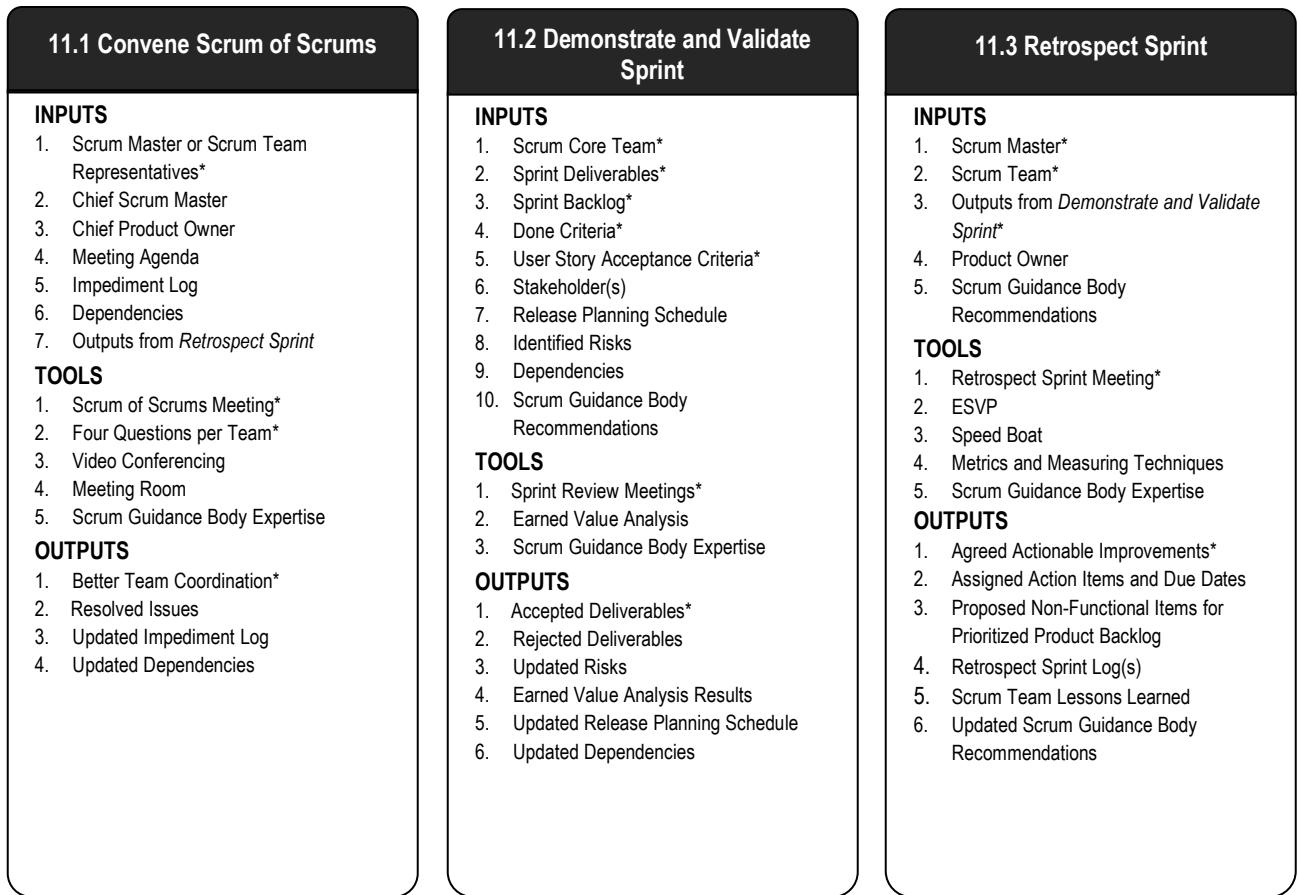 11.1 Convene Scrum of Scrums
INPUTS
1. Scrum Master or Scrum Team
Representatives*
2. Chief Scrum Master
3. Chief Product Owner
4. Meeting Agenda
5. Impediment Log
6. Dependencies
7. Outputs from Retrospect Sprint
TOOLS
1. Scrum of Scrums Meeting*
2. Four Questions per Team*
3. Video Conferencing
4. Meeting Room
5. Scrum Guidance Body Expertise
OUTPUTS
1. Better Team Coordination*
2. Resolved Issues
3. Updated Impediment Log
4. Updated Dependencies
11.2 Demonstrate and Validate
Sprint
INPUTS
1. Scrum Core Team*
2. Sprint Deliverables*
3. Sprint Backlog*
4. Done Criteria*
5. User Story Acceptance Criteria*
6. Stakeholder(s)
7. Release Planning Schedule
8. Identified Risks
9. Dependencies
10. Scrum Guidance Body
Recommendations
TOOLS
1. Sprint Review Meetings*
2. Earned Value Analysis
3. Scrum Guidance Body Expertise
OUTPUTS
1. Accepted Deliverables*
2. Rejected Deliverables
3. Updated Risks
4. Earned Value Analysis Results
5. Updated Release Planning Schedule
6. Updated Dependencies
11.3 Retrospect Sprint
INPUTS
1. Scrum Master*
2. Scrum Team*
3. Outputs from Demonstrate and Validate
Sprint*
4. Product Owner
5. Scrum Guidance Body
Recommendations
TOOLS
1. Retrospect Sprint Meeting*
2. ESVP
3. Speed Boat
4. Metrics and Measuring Techniques
5. Scrum Guidance Body Expertise
OUTPUTS
1. Agreed Actionable Improvements*
2. Assigned Action Items and Due Dates
3. Proposed Non-Functional Items for
Prioritized Product Backlog
4. Retrospect Sprint Log(s)
5. Scrum Team Lessons Learned
6. Updated Scrum Guidance Body
Recommendations